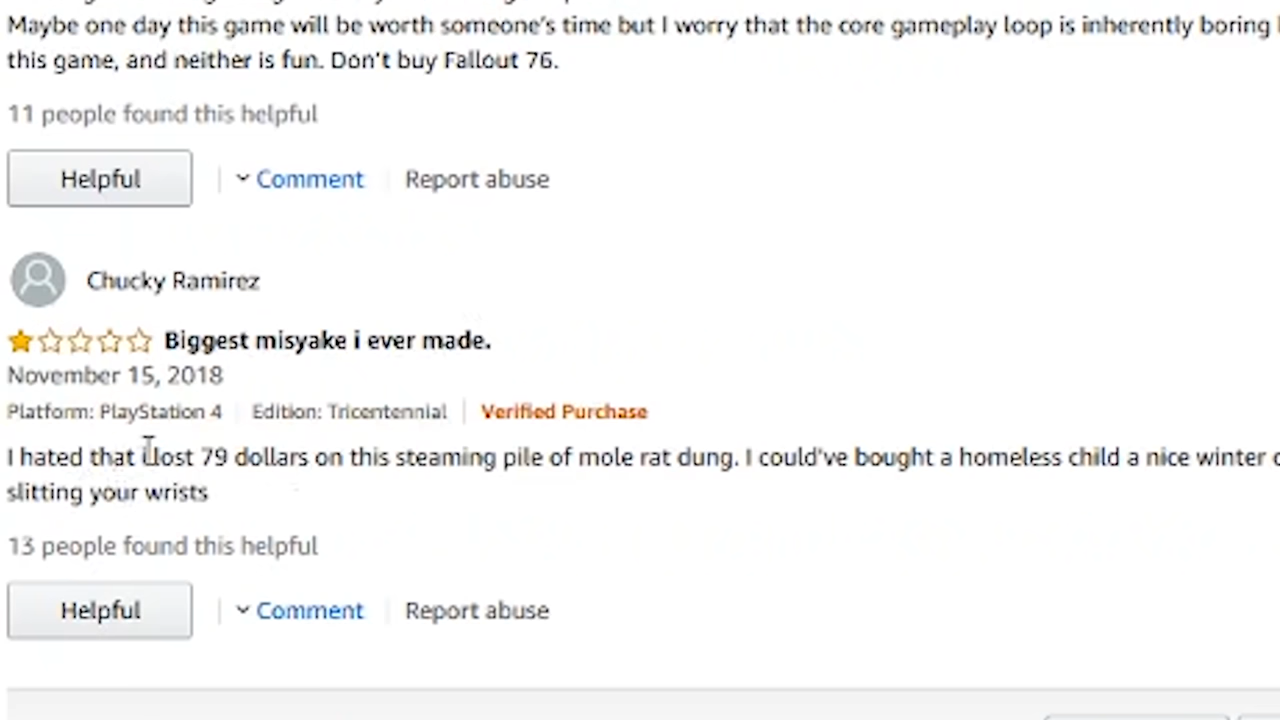 Maybe one day this game will be worth someone's time but I worry that the core gameplay loop is inherently boring
this game, and neither is fun. Don't buy Fallout 76.
11 people found this helpful
Helpful
Comment
Report abuse
Chucky Ramirez
Biggest misyake i ever made.
November 15, 2018
Platform: PlayStation 4
Edition: Tricentennial
Verified Purchase
I hated that I lost 79 dollars on this steaming pile of mole rat dung. I could've bought a homeless child a nice winter
slitting your wrists
13 people found this helpful
Helpful
Comment
Report abuse